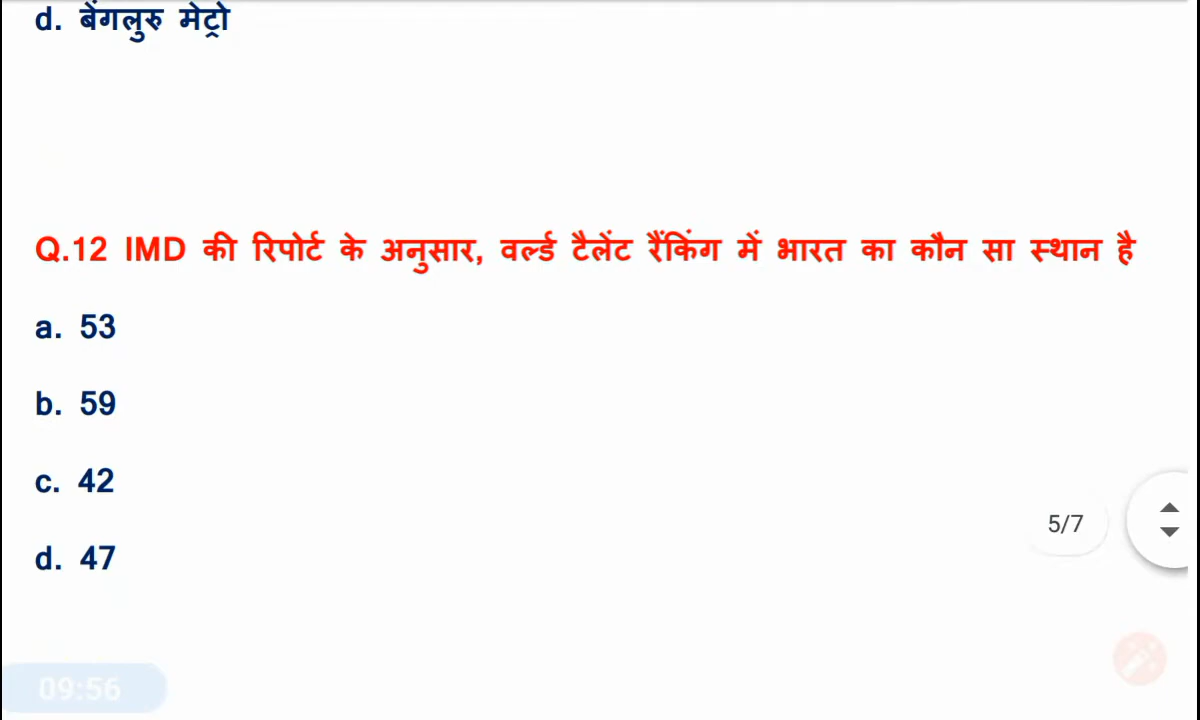 d. बेंगलुरु मेट्रो
Q.12 IMD की रिपोर्ट के अनुसार, वर्ल्ड टैलेंट रैंकिंग में भारत का कौन सा स्थान है
a. 53
b. 59
c. 42
5/7
d. 47
09:56